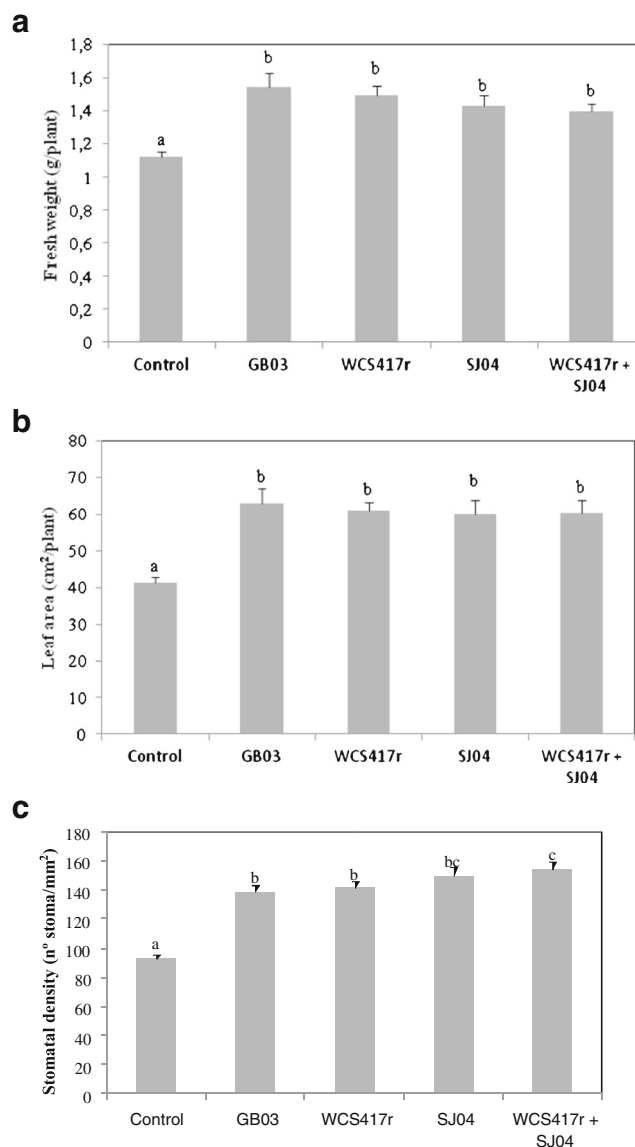 a
Fresh weight (g/plant)
1,8
1,6
1,4
1,2
1
0,8
0,6
0,4
0,2
0
a
b
b
b
b
Control
GB03
WCS417r
SJ04
WCS417r +
SJ04
b
Leaf area (cm²/plant)
80
70
60
50
40
30
20
10
0
a
b
b
b
b
Control
GB03
WCS417r
SJ04
WCS417r +
SJ04
c
Stomatal density (nº stoma/mm²)
180
160
140
120
100
80
60
40
20
0
a
b
b
bc
c
Control
GB03
WCS417r
SJ04
WCS417r +
SJ04